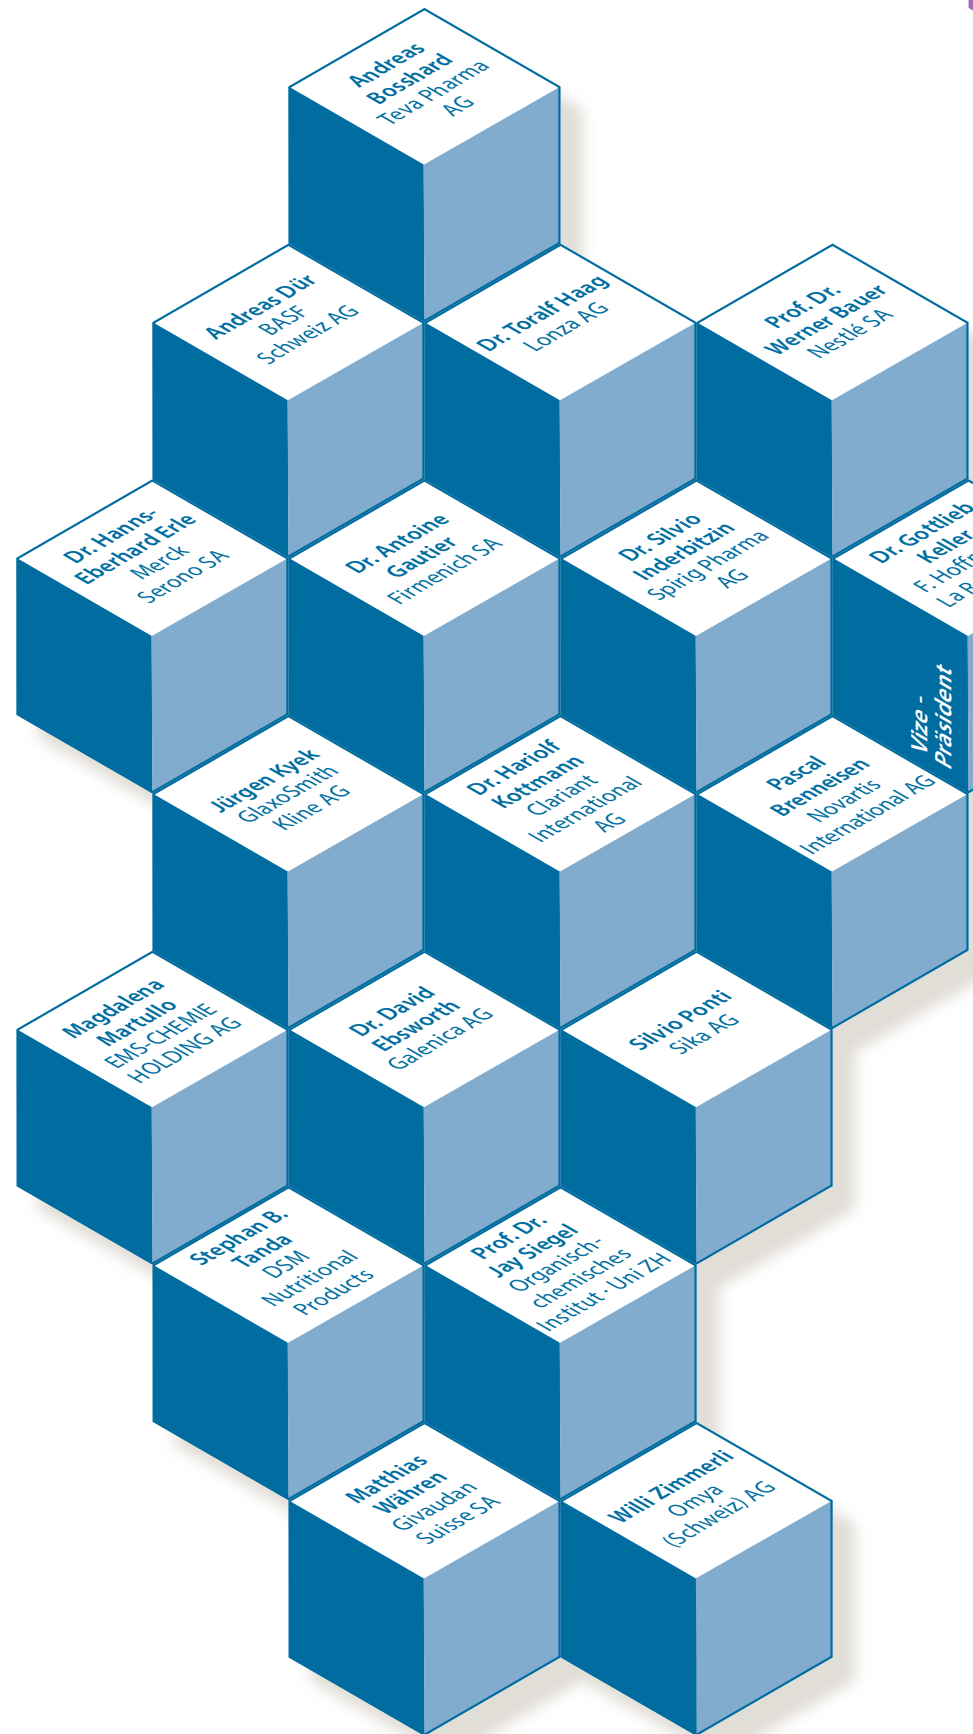 Andreas
Bosshard
Teva Pharma
AG
Andreas Dür
BASF
Schweiz AG
Dr. Toralf Haag
Lonza AG
Prof. Dr.
Werner Bauer
Nestlé SA
Dr. Hanns-
Eberhard Erle
Merck
Serono SA
Dr. Antoine
Gautier
Firmenich SA
Dr. Silvio
Inderbitzin
Spirig Pharma
AG
Dr. Gottlieb
Keller
F. Hoff
La
Vize -
Präsident
Jürgen Kyek
GlaxoSmith
Kline AG
Dr. Hariolf
Kottmann
Clariant
International
AG
Pascal
Brenneisen
Novartis
International AG
Magdalena
Martullo
EMS-CHEMIE
HOLDING AG
Dr. David
Ebsworth
Galenica AG
Silvio Ponti
Sika AG
Stephan B.
Tanda
DSM
Nutritional
Products
Prof. Dr.
Jay Siegel
Organisch-
chemisches
Institut · Uni ZH
Matthias
Währen
Givaudan
Suisse SA
Willi Zimmerli
Omya
(Schweiz) AG